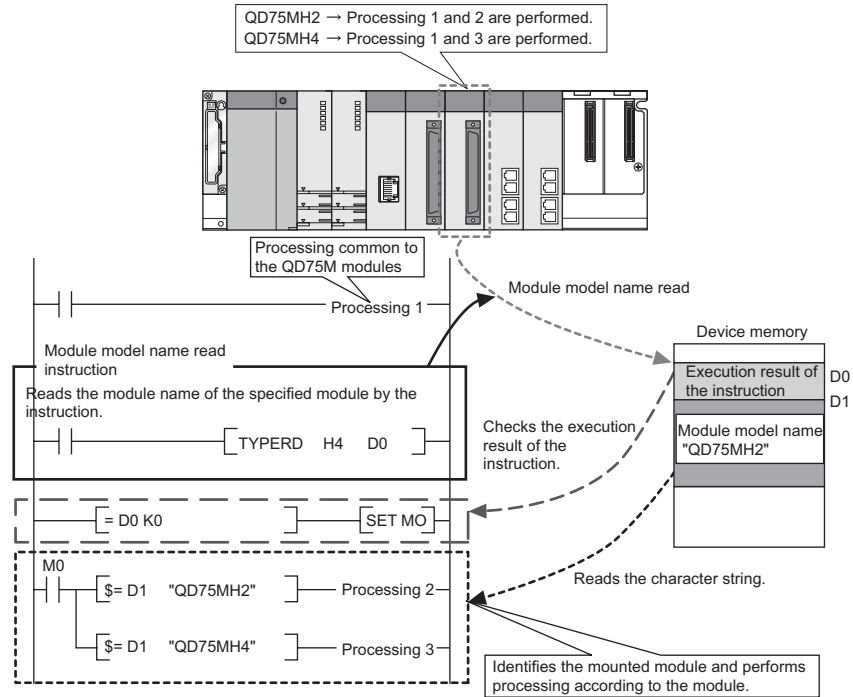 QD75MH2 → Processing 1 and 2 are performed.
QD75MH4 → Processing 1 and 3 are performed.
Processing common to
the QD75M modules
Processing 1
Module model name read
Module model name read
instruction
Reads the module name of the specified module by the
instruction.
TYPERD H4 D0
Device memory
Execution result of
the instruction
D0
D1
Module model name
"QD75MH2"
Checks the execution
result of the
instruction.
= D0 K0
SET MO
M0
$= D1 "QD75MH2"
Processing 2
Reads the character string.
$= D1 "QD75MH4"
Processing 3
Identifies the mounted module and performs
processing according to the module.